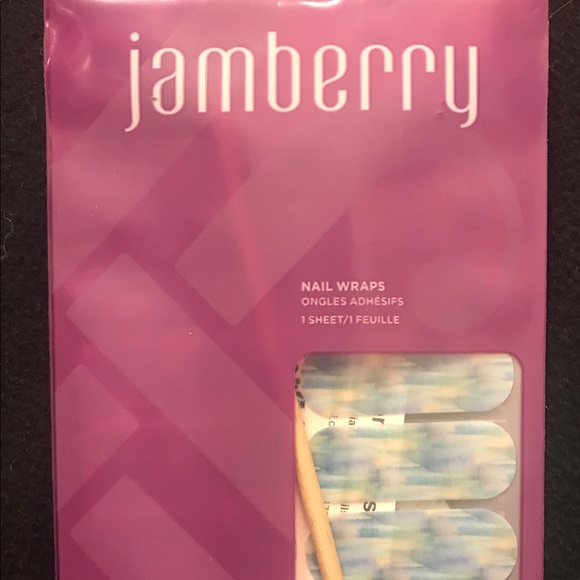 jamberry
NAIL WRAPS
ONGLES ADHÉSIFS
1 SHEET/1 FEUILLE